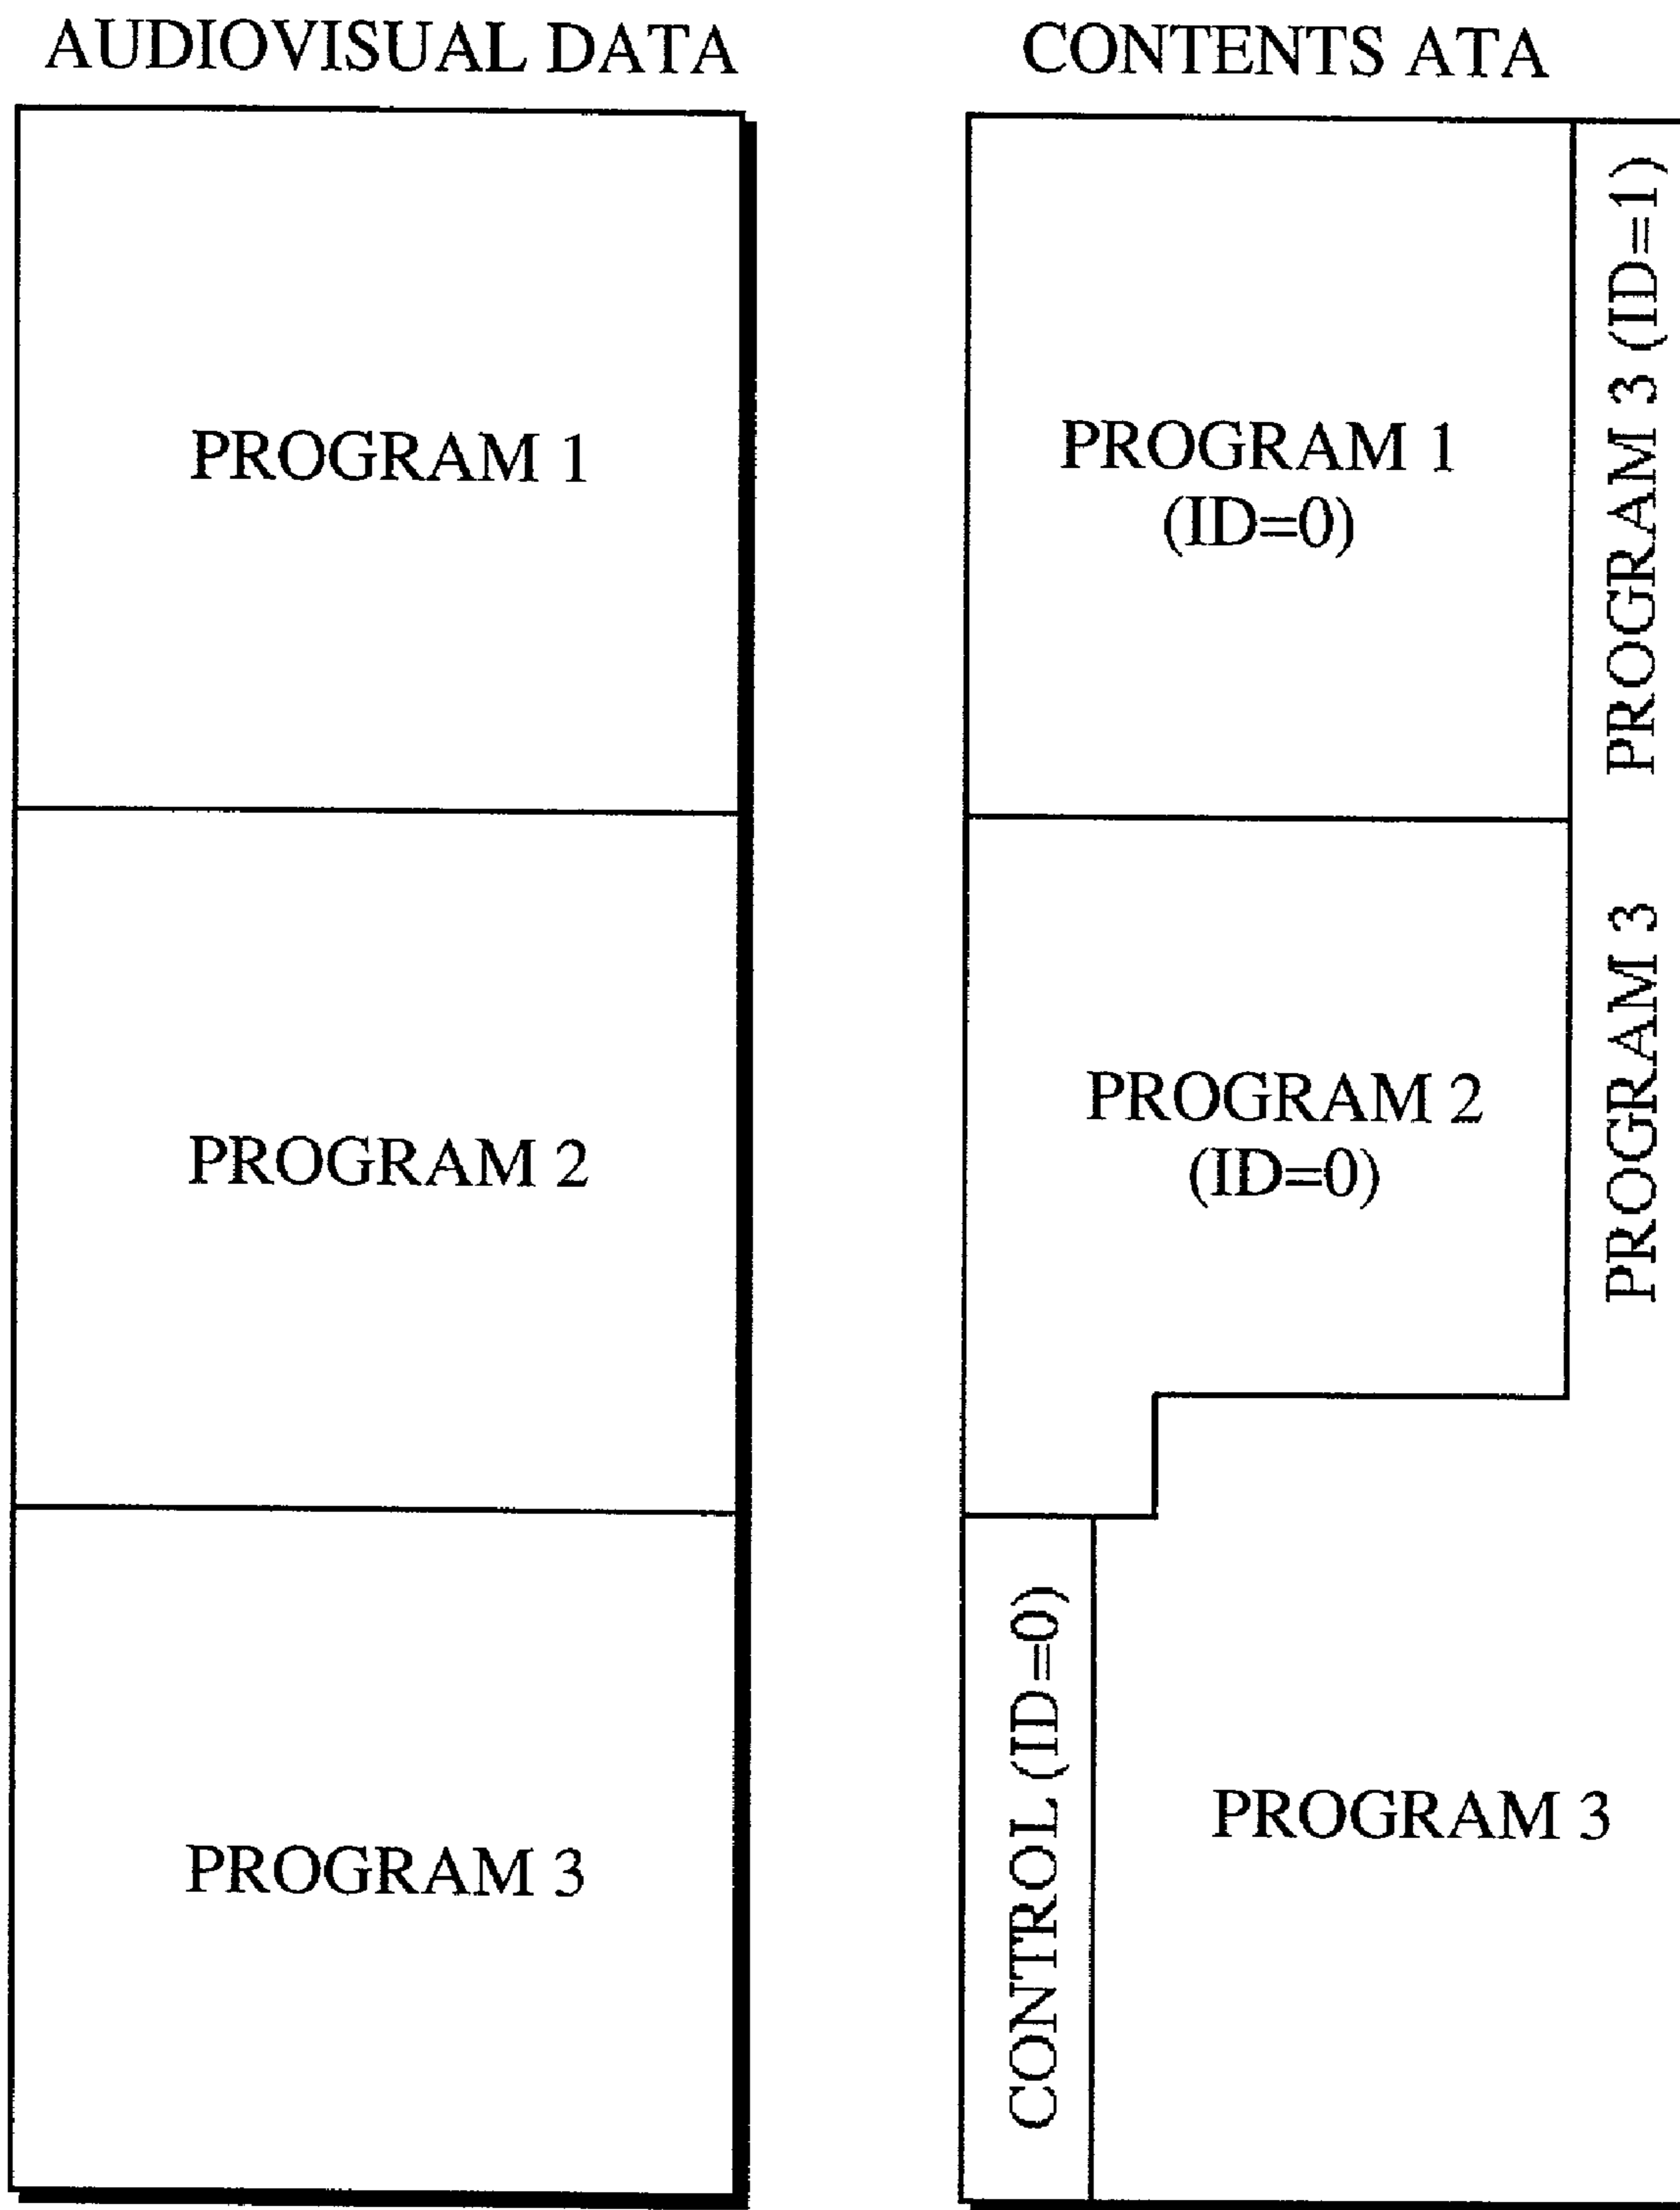 AUDIOVISUAL DATA
PROGRAM 1
PROGRAM 2
PROGRAM 3
CONTENTS ATA
PROGRAM 1
(ID=0)
PROGRAM 3 (ID=1)
PROGRAM 2
(ID=0)
PROGRAM 3
CONTROL (ID=0)
PROGRAM 3